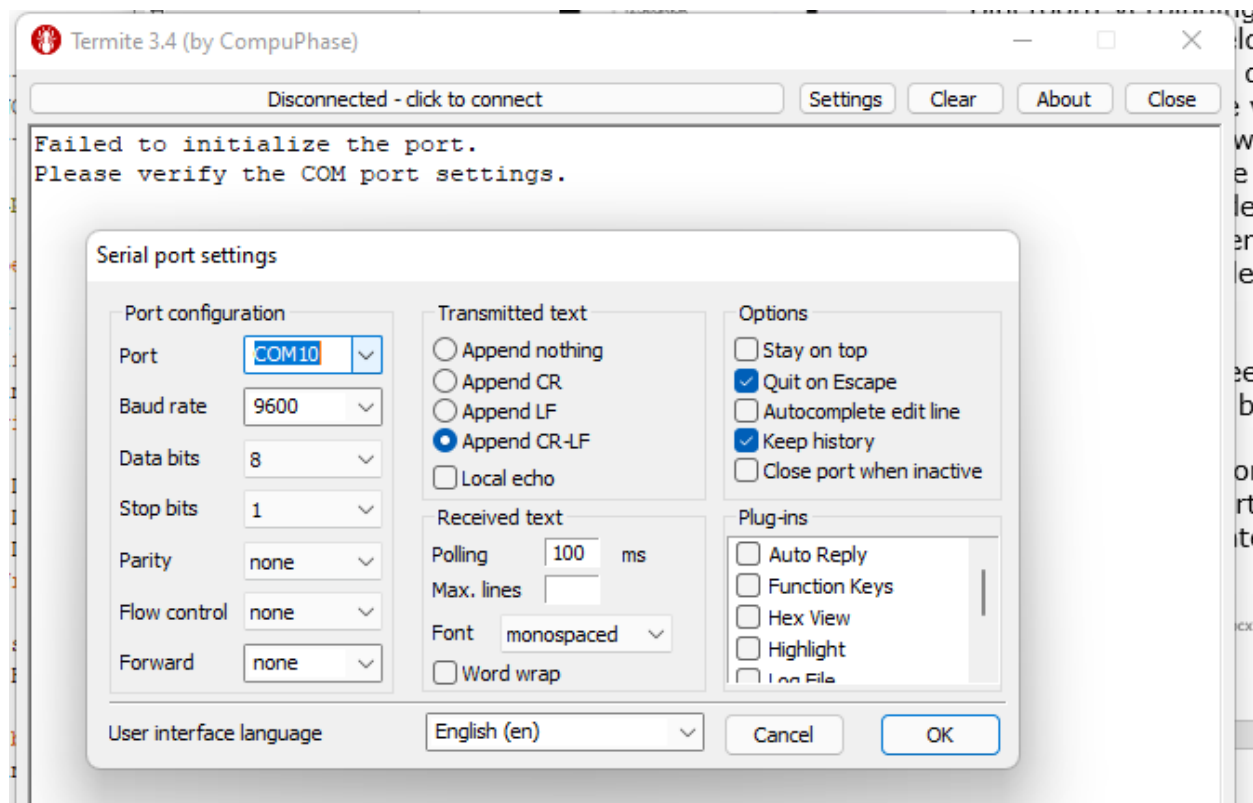 Termite 3.4 (by CompuPhase)
Disconnected - click to connect
Settings
Clear
About
Close
Failed to initialize the port.
Please verify the COM port settings.
Serial port settings
Port configuration
Port
COM10
Baud rate
9600
Data bits
8
Stop bits
1
Parity
none
Flow control
none
Forward
none
Transmitted text
Append nothing
Append CR
Append LF
Append CR-LF
Local echo
Received text
Polling
100
ms
Max. lines
Font
monospaced
Word wrap
Options
Stay on top
Quit on Escape
Autocomplete edit line
Keep history
Close port when inactive
Plug-ins
Auto Reply
Function Keys
Hex View
Highlight
Log File
User interface language
English (en)
Cancel
OK